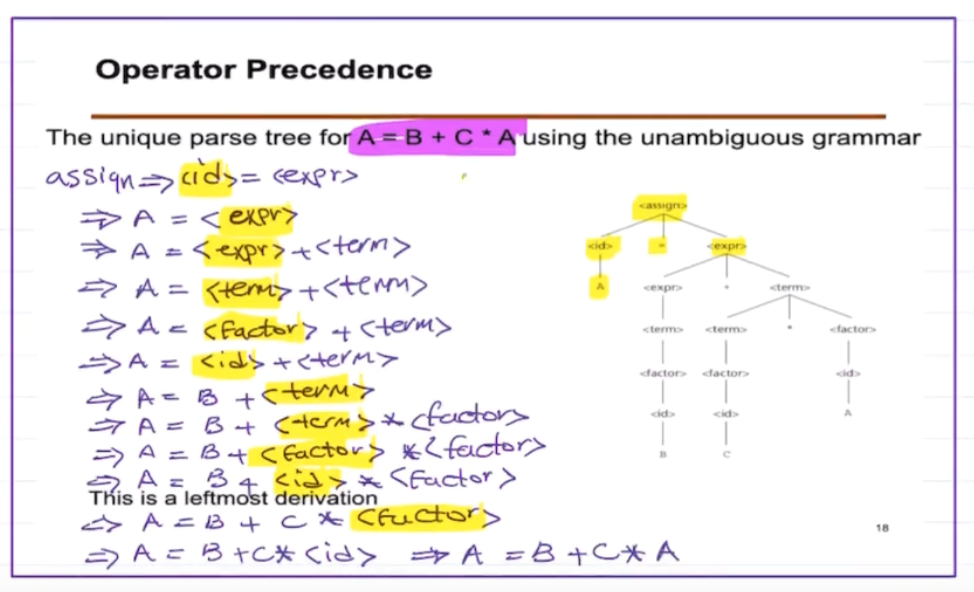 Operator Precedence
The unique parse tree for A = B + C * A using the unambiguous grammar
assign => <id> = <expr>
=> A = <expr>
=> A = <expr> + <term>
=> A = <term> + <term>
=> A = <factor> + <term>
=> A = <id> + <term>
=> A = B + <term>
=> A = B + <term> * <factor>
=> A = B + <factor> * <factor>
=> A = B + <id> * <factor>
This is a leftmost derivation
=> A = B + C * <factor>
=> A = B + C * <id> => A = B + C * A
<assign>
<id> = <expr>
A <expr> + <term>
<term> <term> * <factor>
<factor> <factor> <id>
<id> <id> A
B C
18